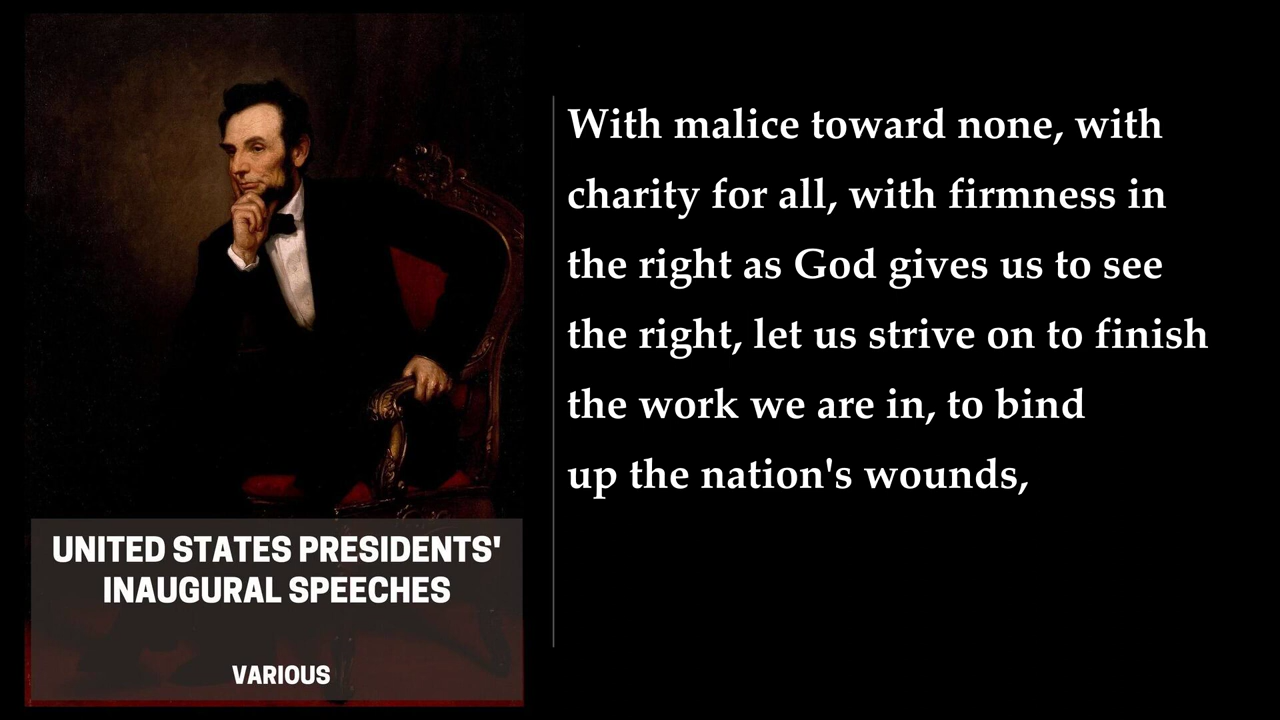 With malice toward none, with
charity for all, with firmness in
the right as God gives us to see
the right, let us strive on to finish
the work we are in, to bind
up the nation's wounds,
UNITED STATES PRESIDENTS'
INAUGURAL SPEECHES
VARIOUS